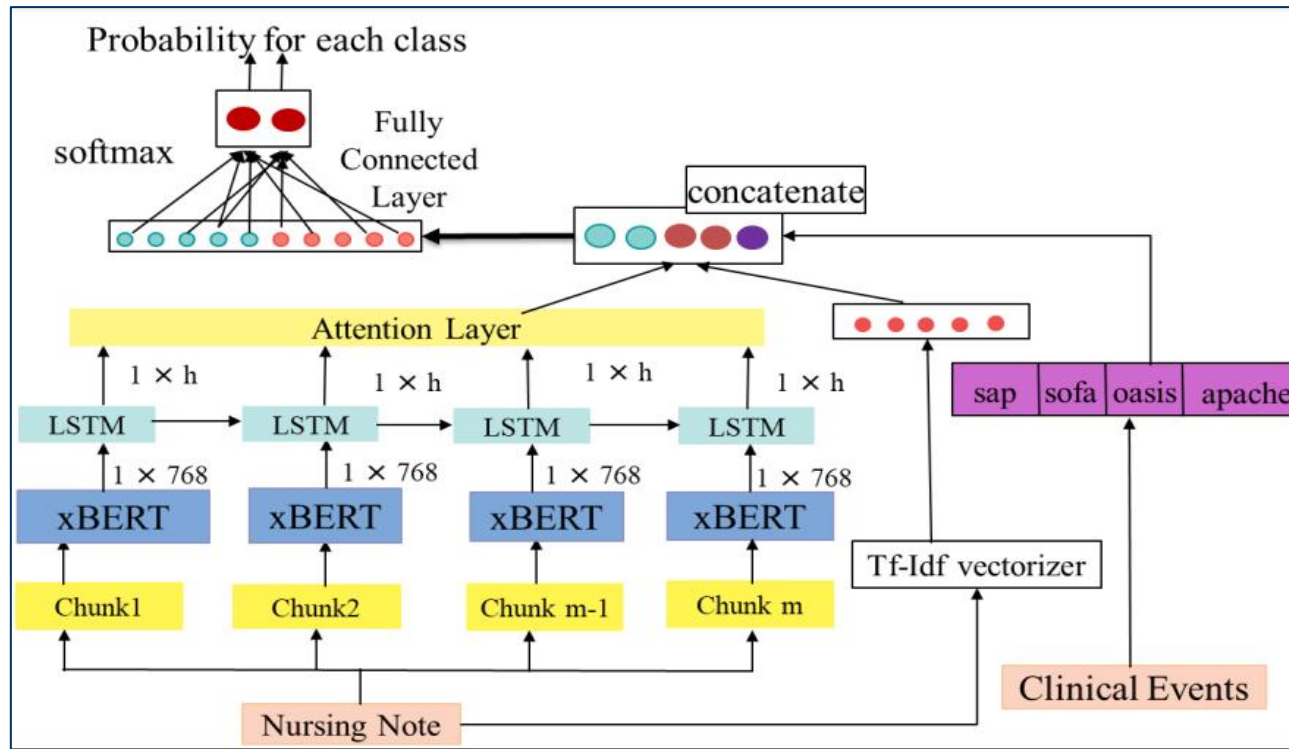 Probability for each class
softmax
Fully
Connected
Layer
concatenate
Attention Layer
1 × h
1 × h
1 × h
1 × h
sap sofa oasis apache
LSTM
LSTM
LSTM
LSTM
1 × 768
1 × 768
1 × 768
1 × 768
xBERT
xBERT
xBERT
xBERT
Tf-Idf vectorizer
Chunk1
Chunk2
Chunk m-1
Chunk m
Nursing Note
Clinical Events